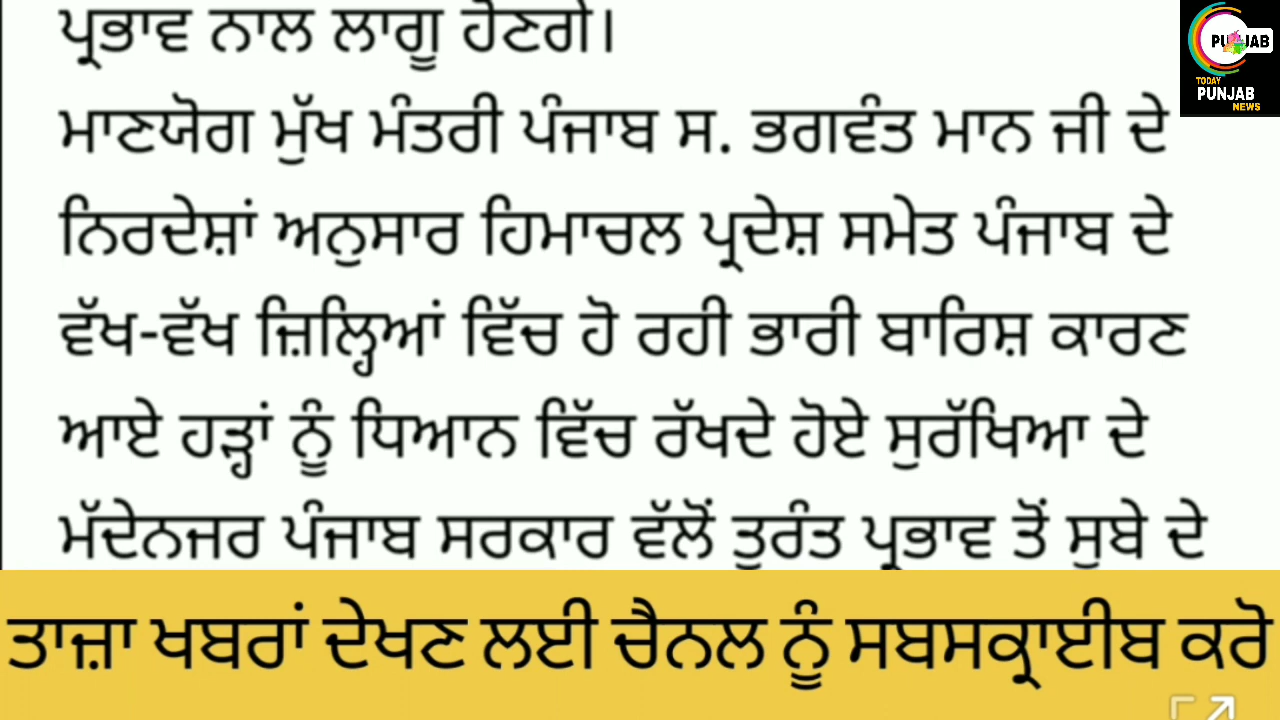 ਪ੍ਰਭਾਵ ਨਾਲ ਲਾਗੂ ਹੋਣਗੇ।
PUNJAB
TODAY
PUNJAB
NEWS
ਮਾਣਯੋਗ ਮੁੱਖ ਮੰਤਰੀ ਪੰਜਾਬ ਸ. ਭਗਵੰਤ ਮਾਨ ਜੀ ਦੇ
ਨਿਰਦੇਸ਼ਾਂ ਅਨੁਸਾਰ ਹਿਮਾਚਲ ਪ੍ਰਦੇਸ਼ ਸਮੇਤ ਪੰਜਾਬ ਦੇ
ਵੱਖ-ਵੱਖ ਜ਼ਿਲ੍ਹਿਆਂ ਵਿੱਚ ਹੋ ਰਹੀ ਭਾਰੀ ਬਾਰਿਸ਼ ਕਾਰਣ
ਆਏ ਹੜ੍ਹਾਂ ਨੂੰ ਧਿਆਨ ਵਿੱਚ ਰੱਖਦੇ ਹੋਏ ਸੁਰੱਖਿਆ ਦੇ
ਮੱਦੇਨਜਰ ਪੰਜਾਬ ਸਰਕਾਰ ਵੱਲੋਂ ਤੁਰੰਤ ਪ੍ਰਭਾਵ ਤੋਂ ਸੁਬੇ ਦੇ
ਤਾਜ਼ਾ ਖਬਰਾਂ ਦੇਖਣ ਲਈ ਚੈਨਲ ਨੂੰ ਸਬਸਕ੍ਰਾਈਬ ਕਰੋ